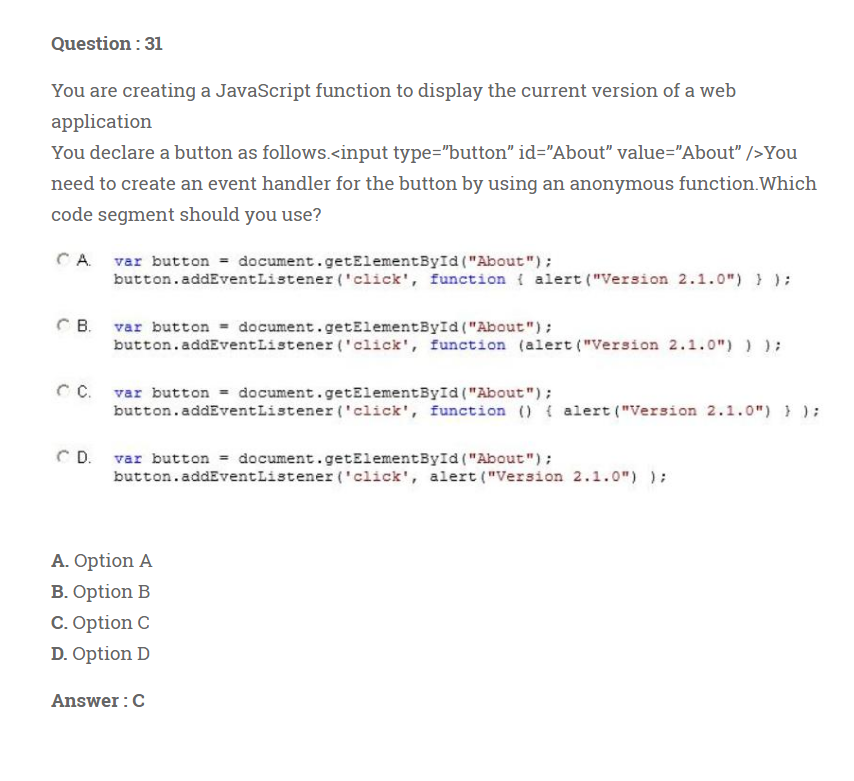 Question : 31
You are creating a JavaScript function to display the current version of a web
application
You declare a button as follows.<input type=”button” id=”About” value=”About” />You
need to create an event handler for the button by using an anonymous function.Which
code segment should you use?
A. var button = document.getElementById("About");
button.addEventListener('click', function { alert("Version 2.1.0") } );
B. var button = document.getElementById("About");
button.addEventListener('click', function (alert("Version 2.1.0") ) );
C. var button = document.getElementById("About");
button.addEventListener('click', function () { alert("Version 2.1.0") } );
D. var button = document.getElementById("About");
button.addEventListener('click', alert("Version 2.1.0") );
A. Option A
B. Option B
C. Option C
D. Option D
Answer : C